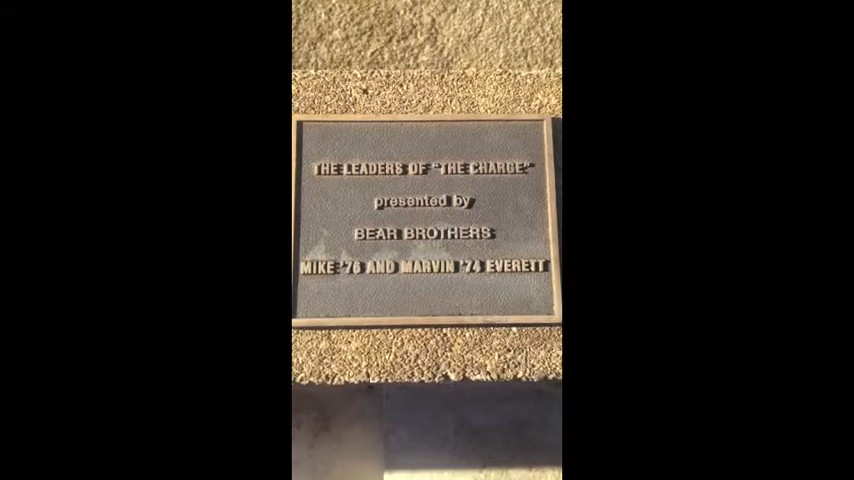 THE LEADERS OF "THE CHARGE"
presented by
BEAR BROTHERS
MIKE '76 AND MARVIN '74 EVERETT